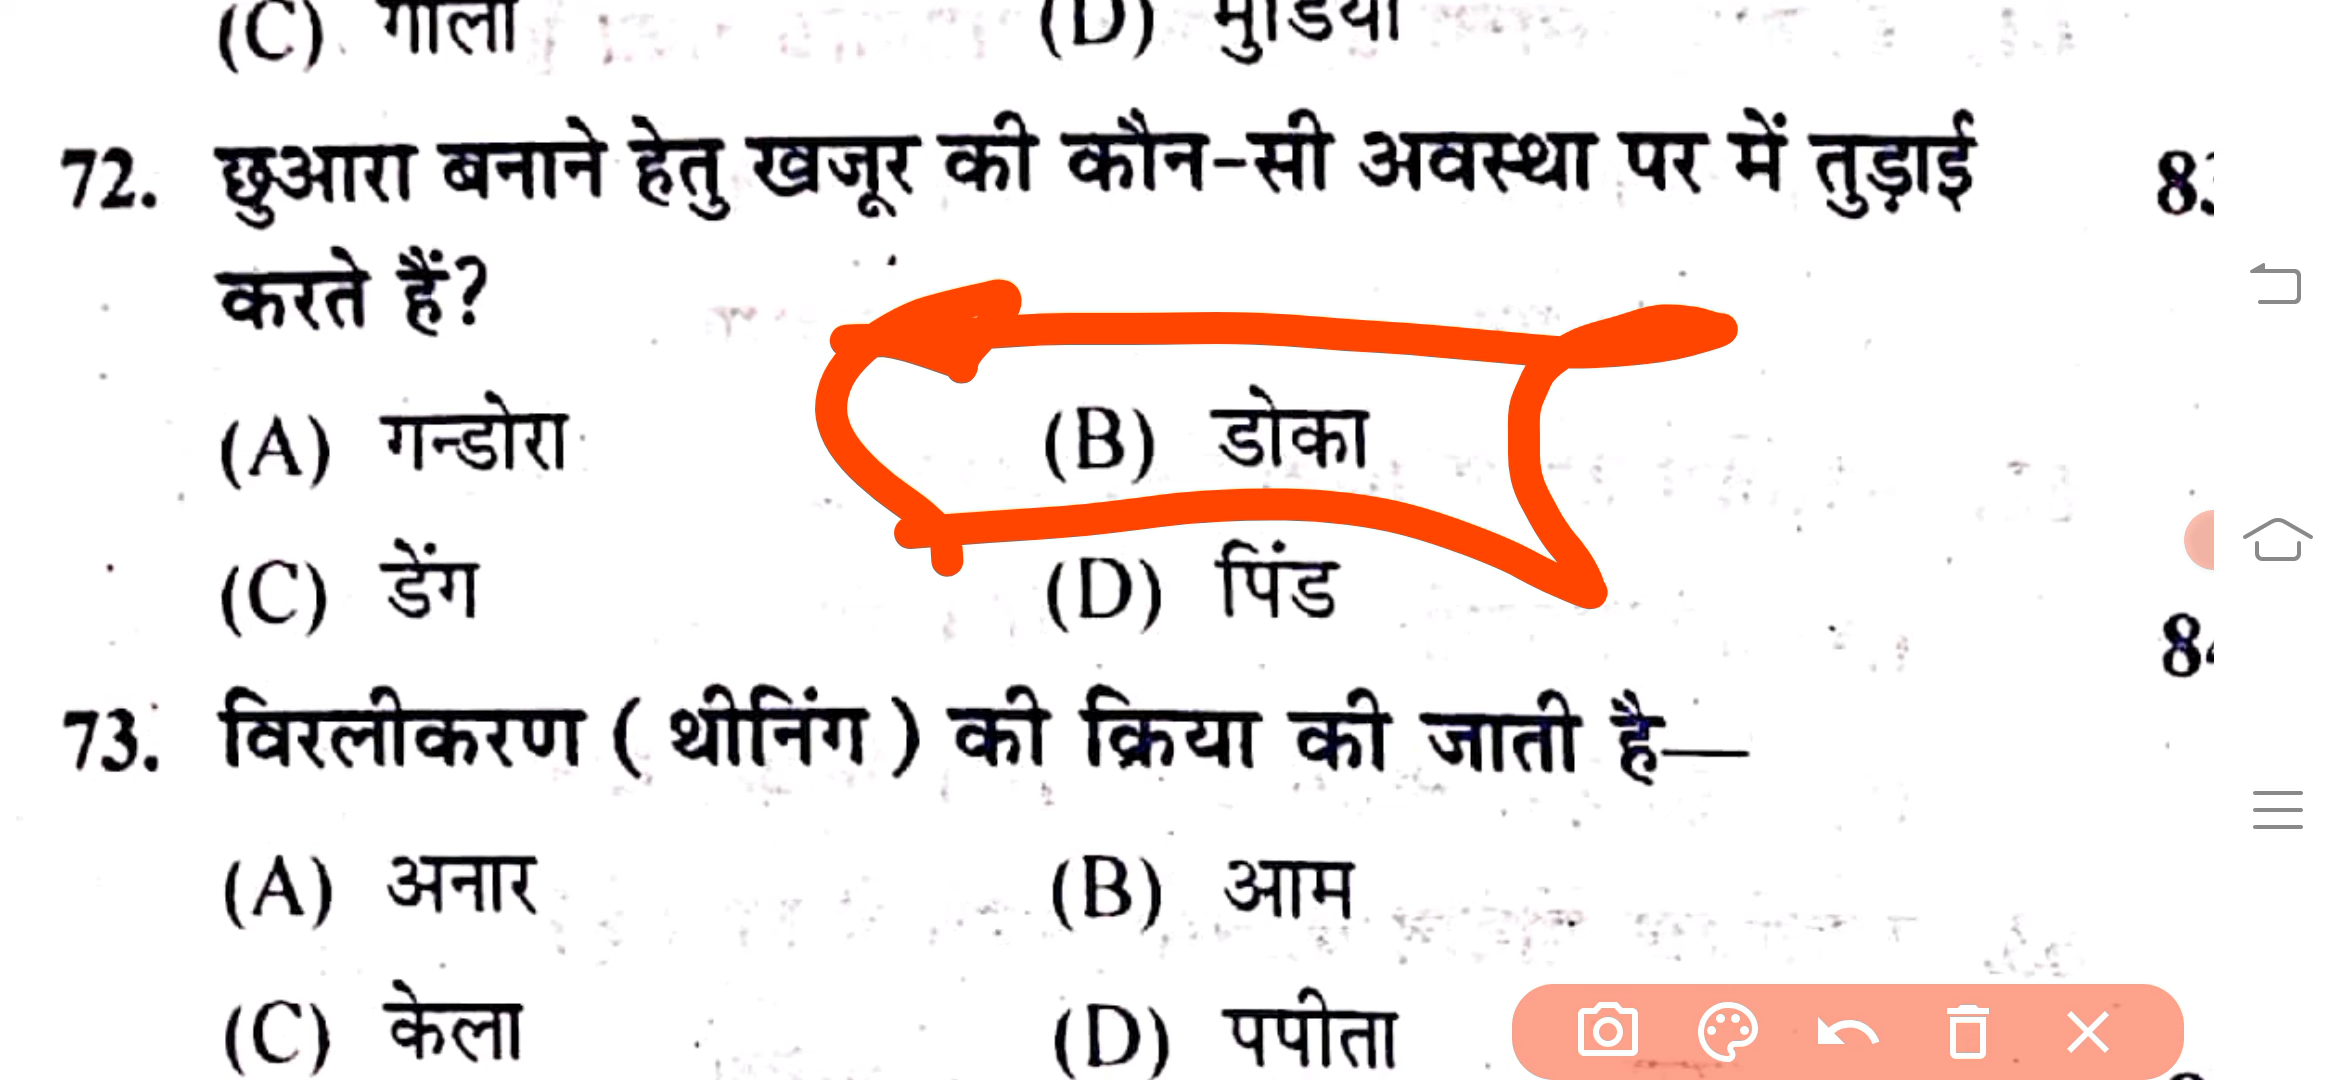 (C) गोला (D) मुडिया
72. छुआरा बनाने हेतु खजूर की कौन-सी अवस्था पर में तुड़ाई
करते हैं?
(A) गन्डोरा (B) डोका
(C) डेंग (D) पिंड
73. विरलीकरण ( थीनिंग ) की क्रिया की जाती है—
(A) अनार (B) आम
(C) केला (D) पपीता